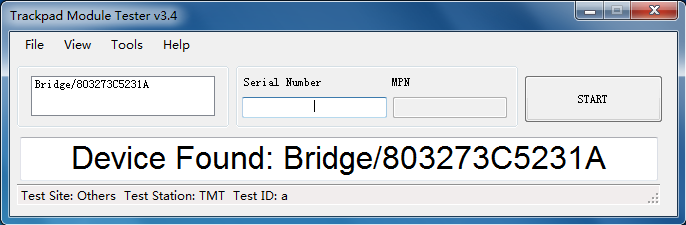 Trackpad Module Tester v3.4
File View Tools Help
Bridge/803273C5231A
Serial Number MPN
START
Device Found: Bridge/803273C5231A
Test Site: Others Test Station: TMT Test ID: a